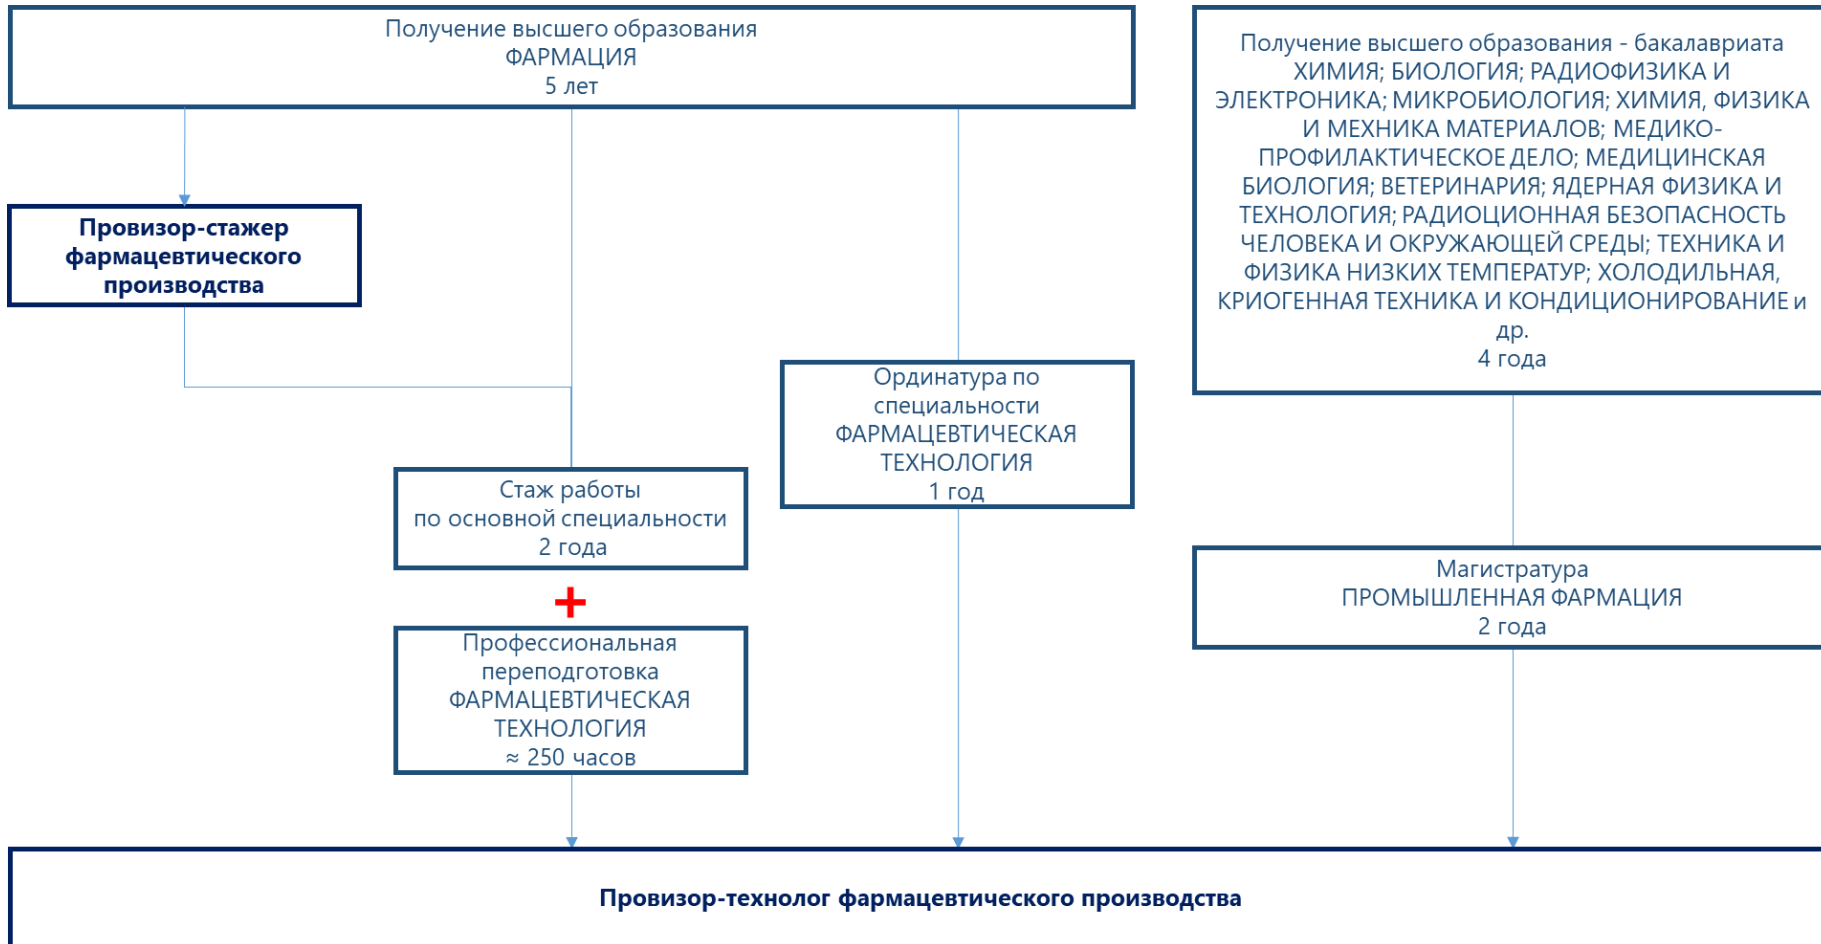 Получение высшего образования
ФАРМАЦИЯ
5 лет
Получение высшего образования - бакалавриата
ХИМИЯ; БИОЛОГИЯ; РАДИОФИЗИКА И
ЭЛЕКТРОНИКА; МИКРОБИОЛОГИЯ; ХИМИЯ, ФИЗИКА
И МЕХНИКА МАТЕРИАЛОВ; МЕДИКО-
ПРОФИЛАКТИЧЕСКОЕ ДЕЛО; МЕДИЦИНСКАЯ
БИОЛОГИЯ; ВЕТЕРИНАРИЯ; ЯДЕРНАЯ ФИЗИКА И
ТЕХНОЛОГИЯ; РАДИОЦИОННАЯ БЕЗОПАСНОСТЬ
ЧЕЛОВЕКА И ОКРУЖАЮЩЕЙ СРЕДЫ; ТЕХНИКА И
ФИЗИКА НИЗКИХ ТЕМПЕРАТУР; ХОЛОДИЛЬНАЯ,
КРИОГЕННАЯ ТЕХНИКА И КОНДИЦИОНИРОВАНИЕ и
др.
4 года
Провизор-стажер
фармацевтического
производства
Ординатура по
специальности
ФАРМАЦЕВТИЧЕСКАЯ
ТЕХНОЛОГИЯ
1 год
Стаж работы
по основной специальности
2 года
+
Профессиональная
переподготовка
ФАРМАЦЕВТИЧЕСКАЯ
ТЕХНОЛОГИЯ
≈ 250 часов
Магистратура
ПРОМЫШЛЕННАЯ ФАРМАЦИЯ
2 года
Провизор-технолог фармацевтического производства